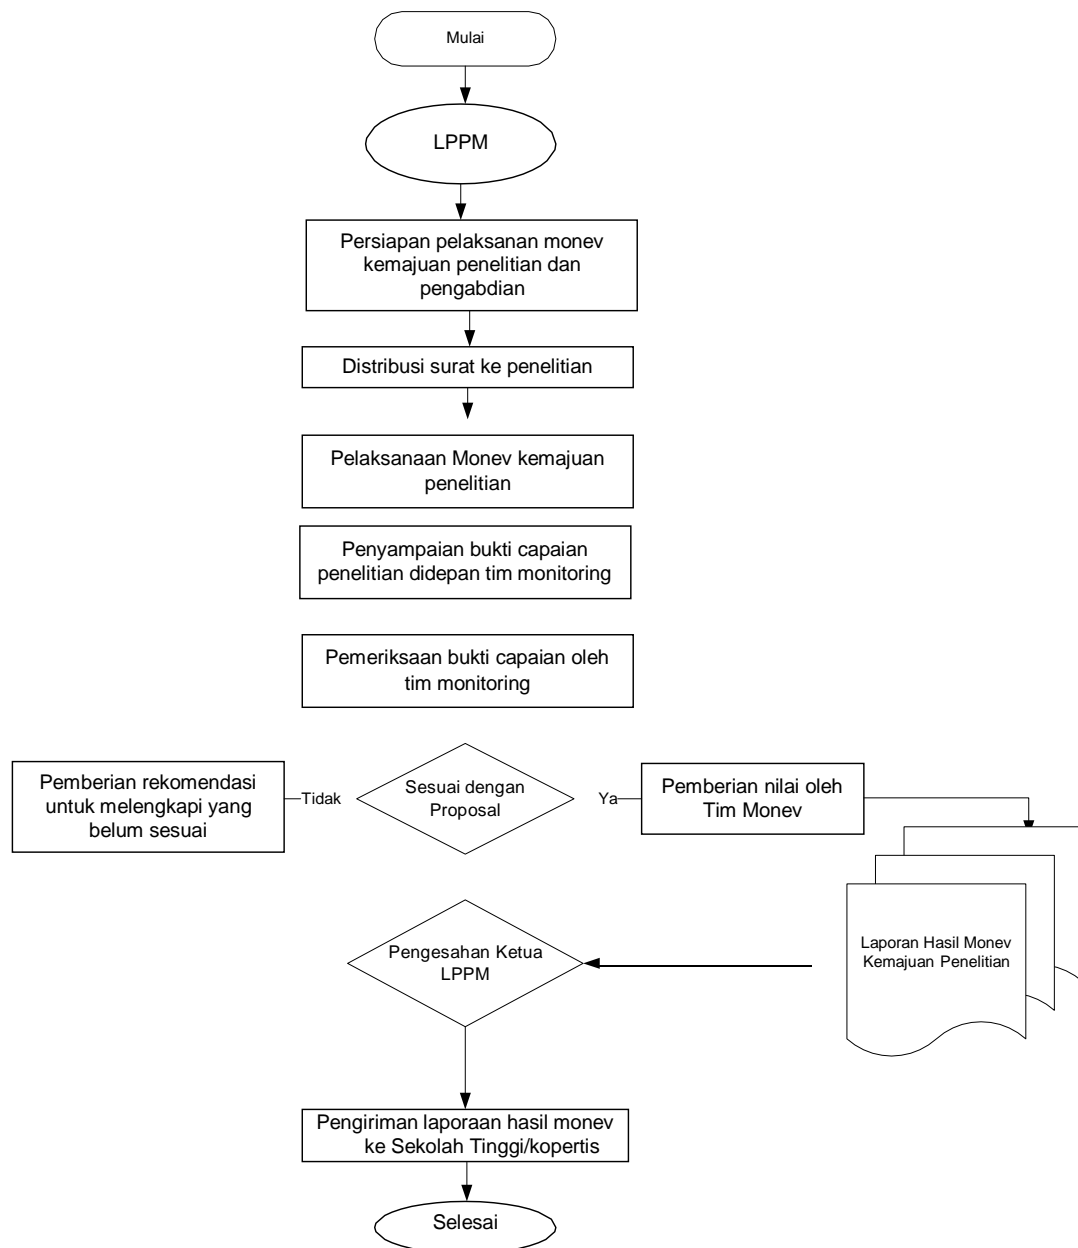 Mulai
LPPM
Persiapan pelaksanan monev
kemajuan penelitian dan
pengabdian
Distribusi surat ke penelitian
Pelaksanaan Monev kemajuan
penelitian
Penyampaian bukti capaian
penelitian didepan tim monitoring
Pemeriksaan bukti capaian oleh
tim monitoring
Pemberian rekomendasi
untuk melengkapi yang
belum sesuai
Tidak
Sesuai dengan
Proposal
Ya
Pemberian nilai oleh
Tim Monev
Laporan Hasil Monev
Kemajuan Penelitian
Pengesahan Ketua
LPPM
Pengiriman laporaan hasil monev
ke Sekolah Tinggi/kopertis
Selesai